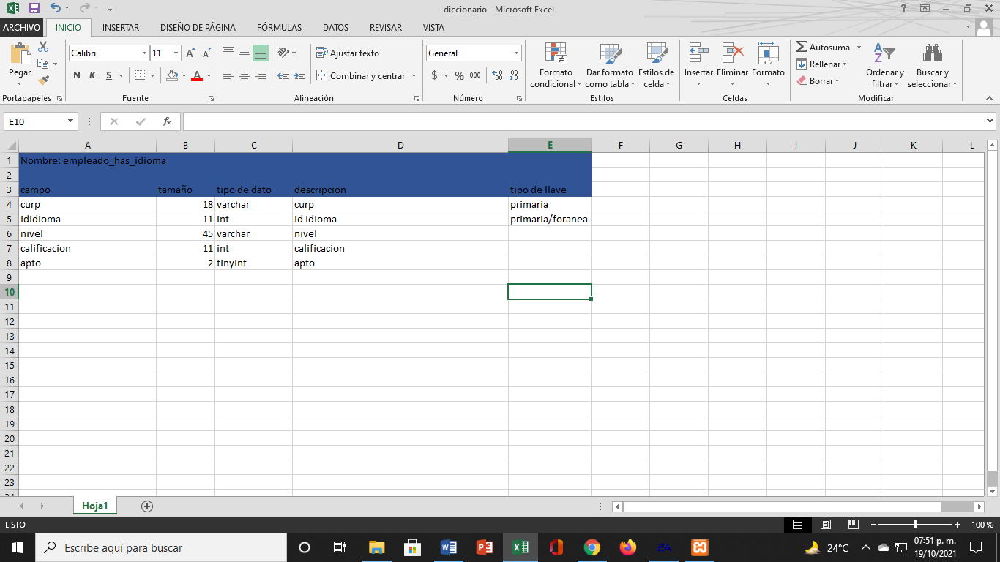 diccionario - Microsoft Excel
ARCHIVO INICIO INSERTAR DISEÑO DE PÁGINA FÓRMULAS DATOS REVISAR VISTA
Pegar
Portapapeles
Calibri 11
N K S
Fuente
Ajustar texto
Combinar y centrar
Alineación
General
$ % 000
Número
Formato condicional
Dar formato como tabla
Estilos de celda
Estilos
Insertar Eliminar Formato
Celdas
Autosuma
Rellenar
Borrar
Ordenar y filtrar
Buscar y seleccionar
Modificar
E10 fx
A B C D E F G H I J K L
1 Nombre: empleado_has_idioma
2
3 campo tamaño tipo de dato descripcion tipo de llave
4 curp 18 varchar curp primaria
5 ididioma 11 int id idioma primaria/foranea
6 nivel 45 varchar nivel
7 calificacion 11 int calificacion
8 apto 2 tinyint apto
9
10
11
12
13
14
15
16
17
18
19
20
21
22
23
24
Hoja1
LISTO 100 %
Escribe aquí para buscar
24°C
07:51 p. m.
19/10/2021